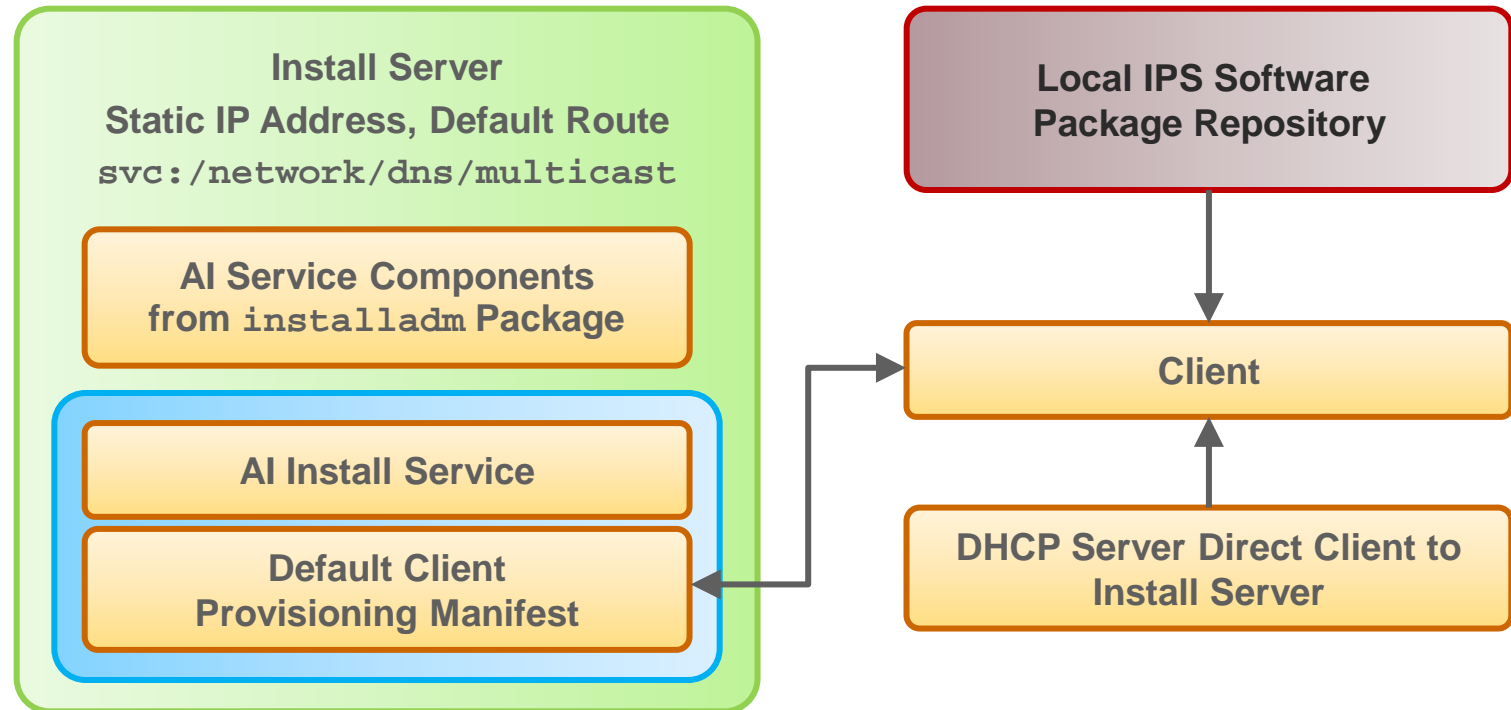 Install Server
Static IP Address, Default Route
svc:/network/dns/multicast
AI Service Components
from installadm Package
AI Install Service
Default Client
Provisioning Manifest
Local IPS Software
Package Repository
Client
DHCP Server Direct Client to
Install Server